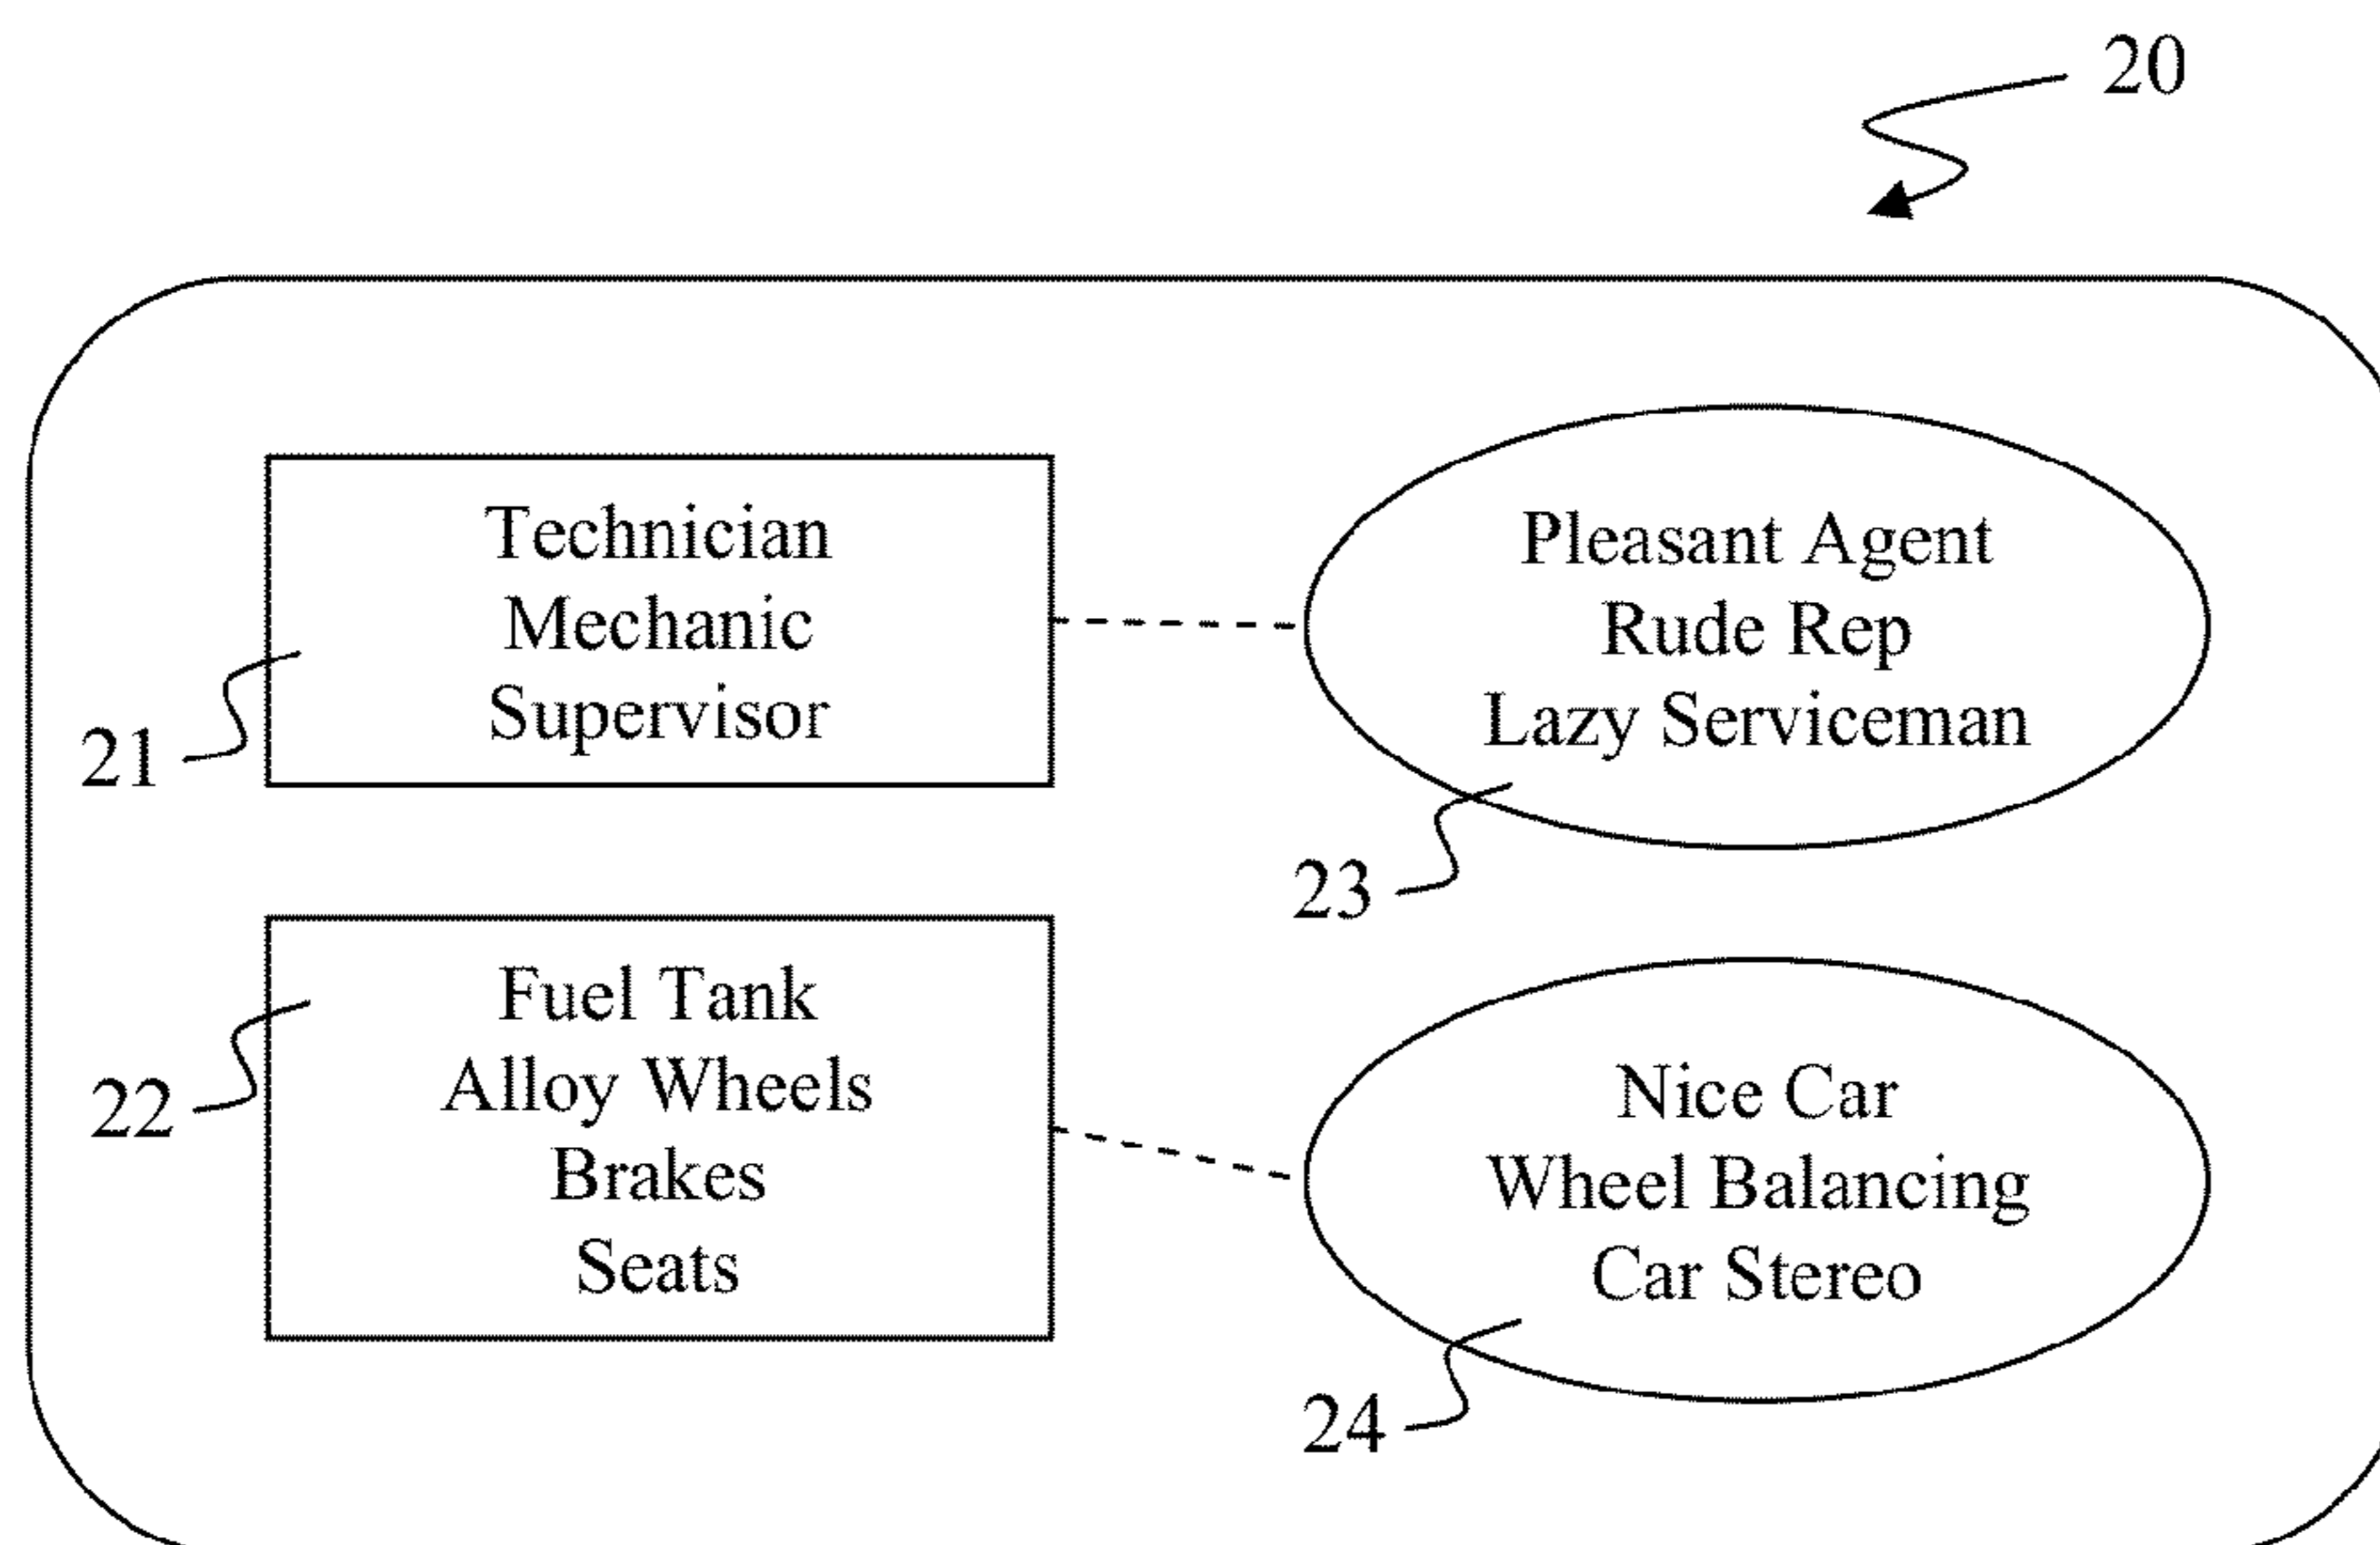 20
Technician
Mechanic
Supervisor
21
Pleasant Agent
Rude Rep
Lazy Serviceman
23
Fuel Tank
Alloy Wheels
Brakes
Seats
22
Nice Car
Wheel Balancing
Car Stereo
24